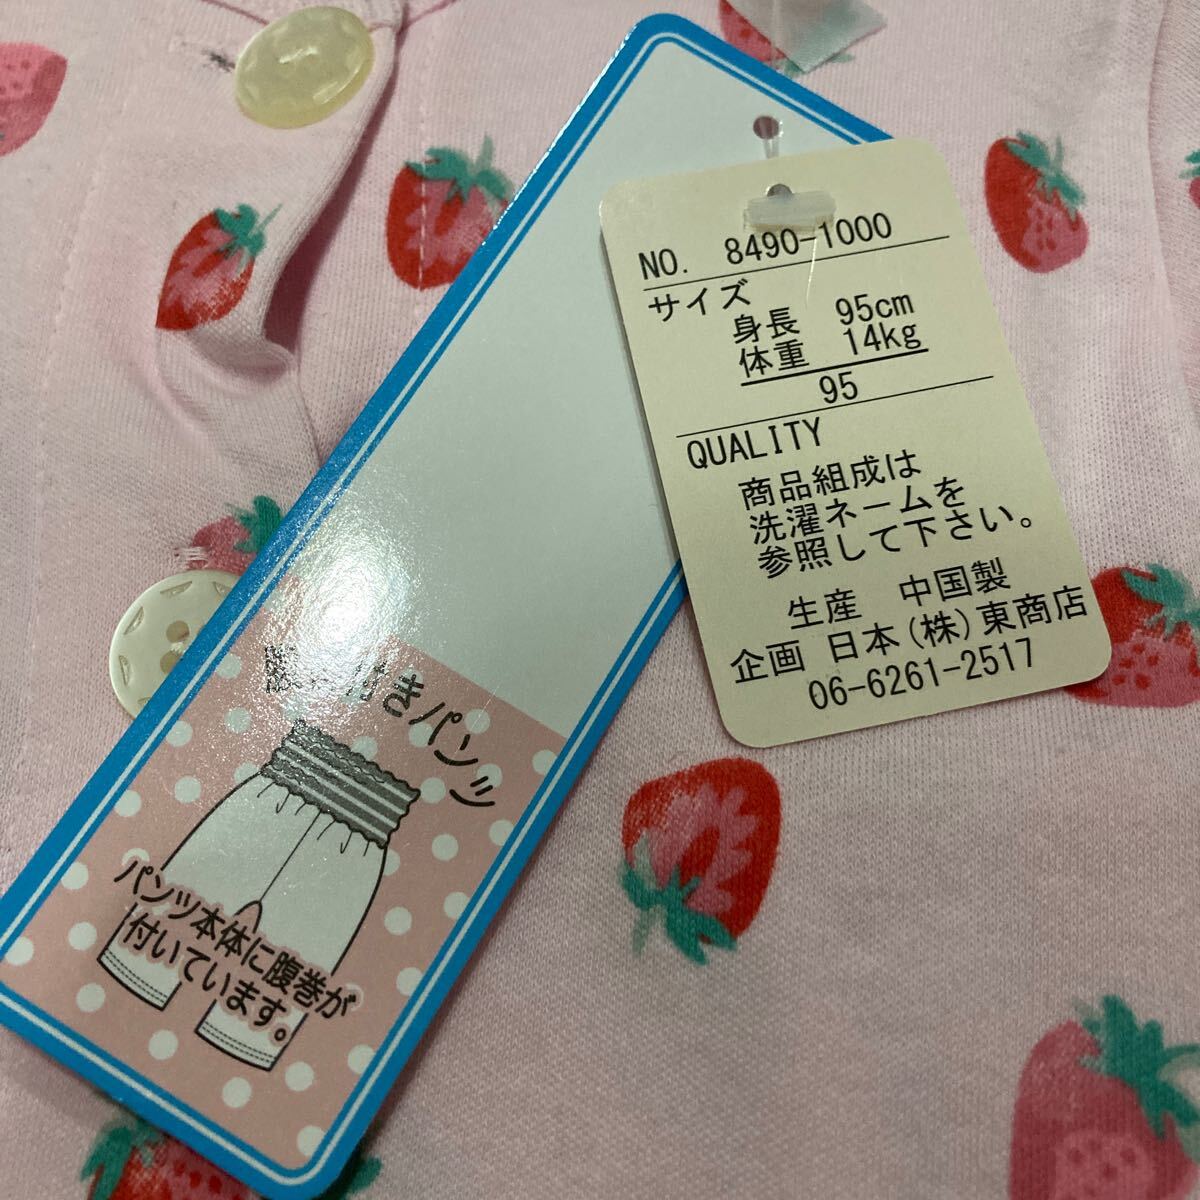 NO. 8490-1000
サイズ
身長 95cm
体重 14kg
95
QUALITY
商品組成は
洗濯ネームを
参照して下さい。
生産 中国製
企画 日本(株)東商店
06-6261-2517
付きパンツ
パンツ本体に腹巻が
付いています。